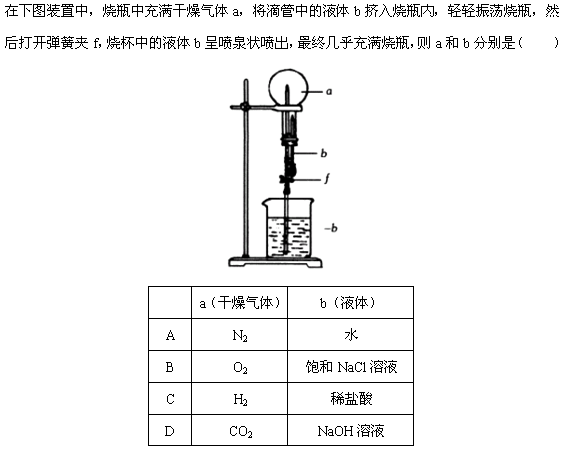 在下图装置中，烧瓶中充满干燥气体 a，将滴管中的液体 b 挤入烧瓶内，轻轻振荡烧瓶，然
后打开弹簧夹 f，烧杯中的液体 b 呈喷泉状喷出，最终几乎充满烧瓶，则 a 和 b 分别是（　　）
a
b
f
-b
a（干燥气体） b（液体）
A N₂ 水
B O₂ 饱和 NaCl 溶液
C H₂ 稀盐酸
D CO₂ NaOH 溶液